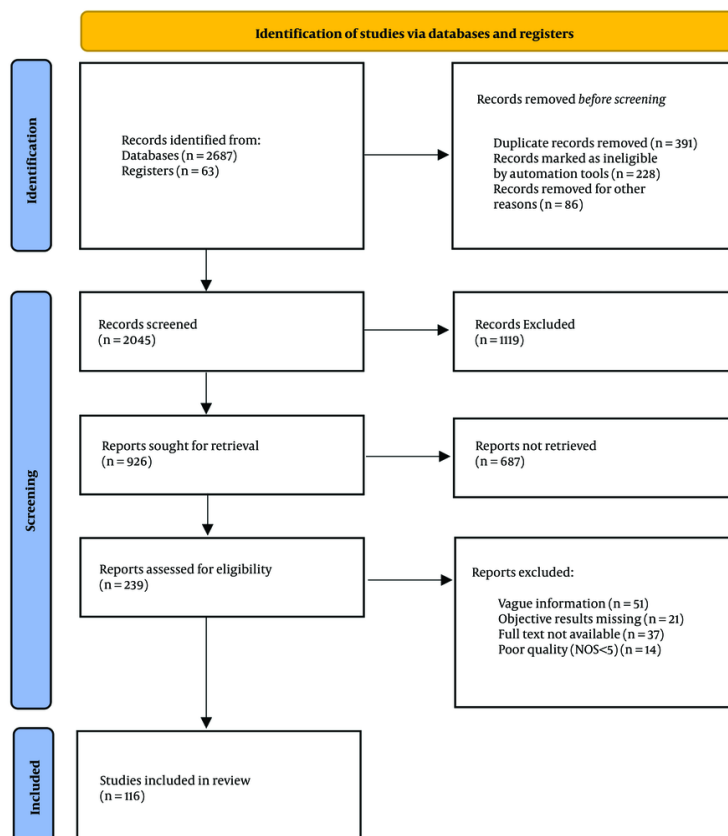 Identification of studies via databases and registers
Identification
Records identified from:
Databases (n = 2687)
Registers (n = 63)
Records removed before screening
Duplicate records removed (n = 391)
Records marked as ineligible
by automation tools (n = 228)
Records removed for other
reasons (n = 86)
Screening
Records screened
(n = 2045)
Records Excluded
(n = 1119)
Reports sought for retrieval
(n = 926)
Reports not retrieved
(n = 687)
Reports assessed for eligibility
(n = 239)
Reports excluded:
Vague information (n = 51)
Objective results missing (n = 21)
Full text not available (n = 37)
Poor quality (NOS<5) (n = 14)
Included
Studies included in review
(n = 116)